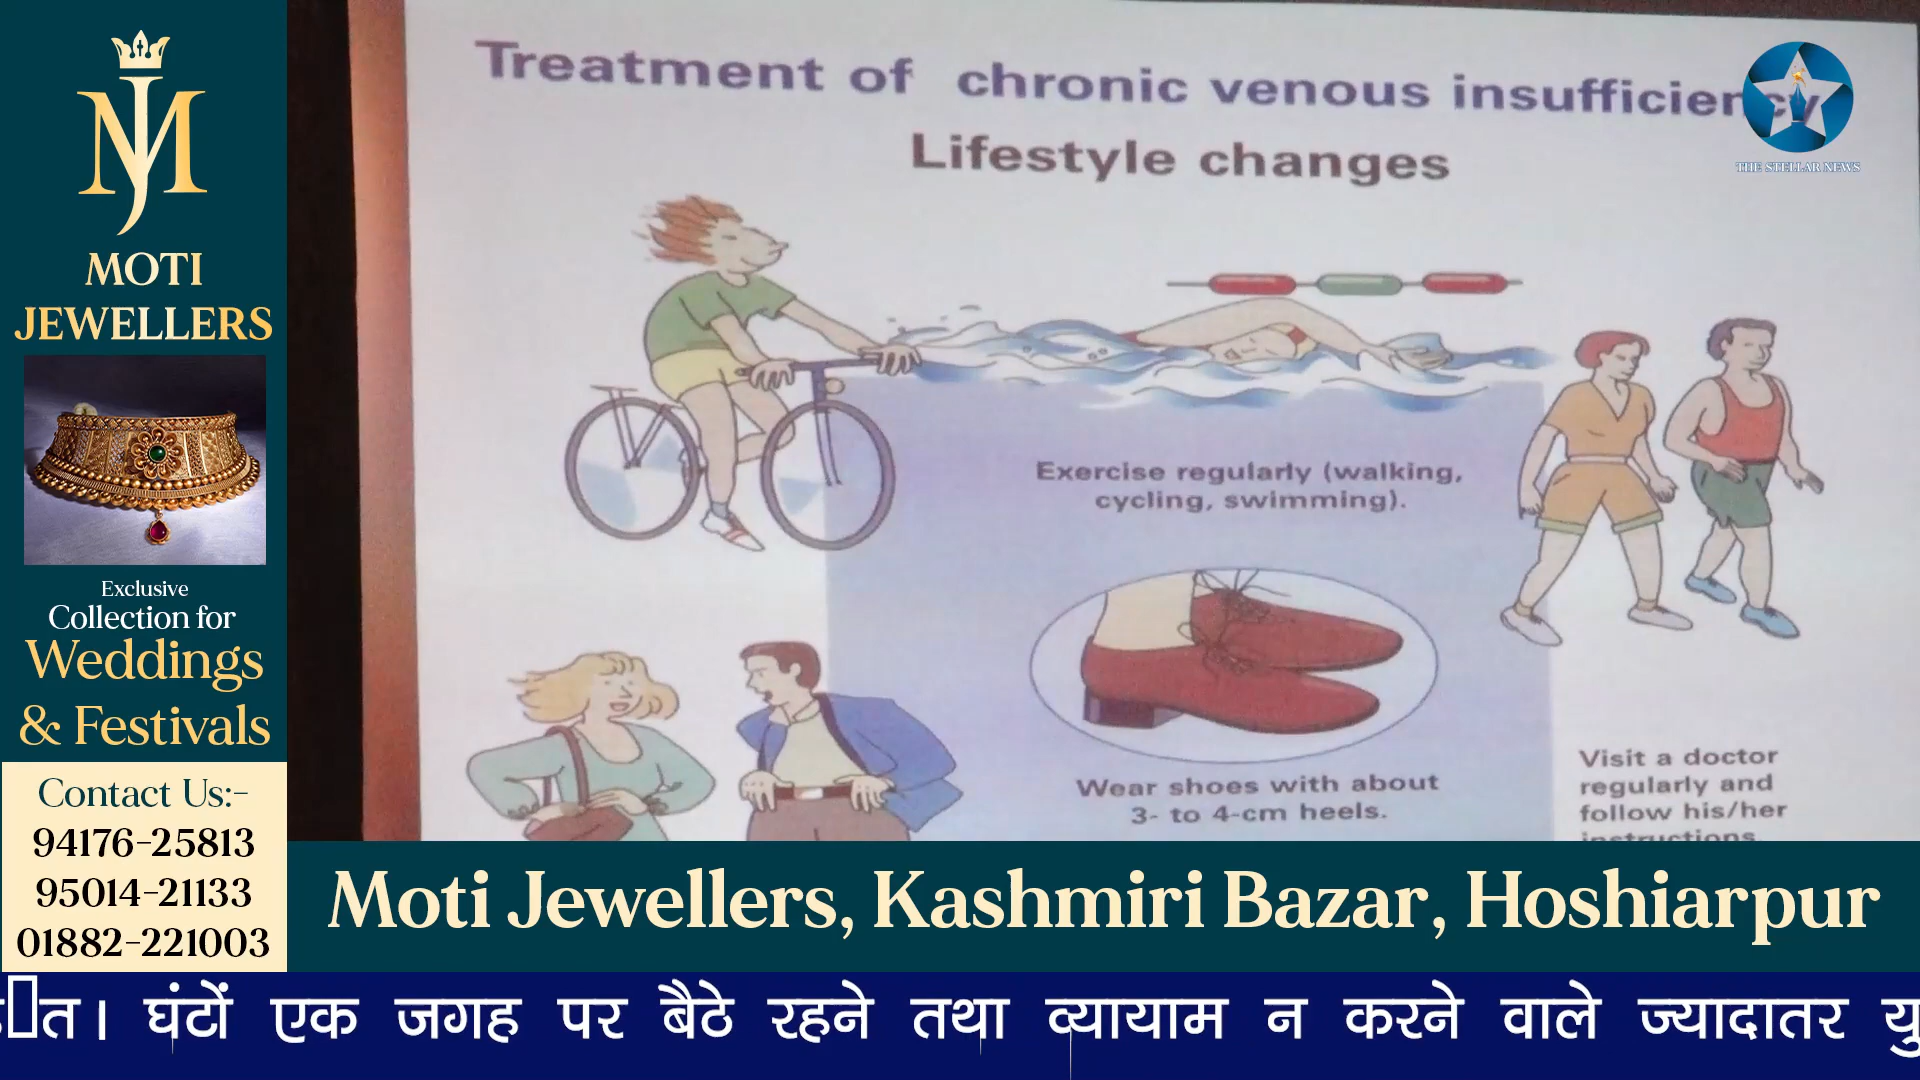 JM
MOTI
JEWELLERS
Exclusive
Collection for
Weddings
& Festivals
Contact Us:-
94176-25813
95014-21133
01882-221003
Treatment of chronic venous insufficiency
Lifestyle changes
THE STELLAR NEWS
Exercise regularly (walking,
cycling, swimming).
Wear shoes with about
3- to 4-cm heels.
Visit a doctor
regularly and
follow his/her
instructions
Moti Jewellers, Kashmiri Bazar, Hoshiarpur
घंटों एक जगह पर बैठे रहने तथा व्यायाम न करने वाले ज्यादातर